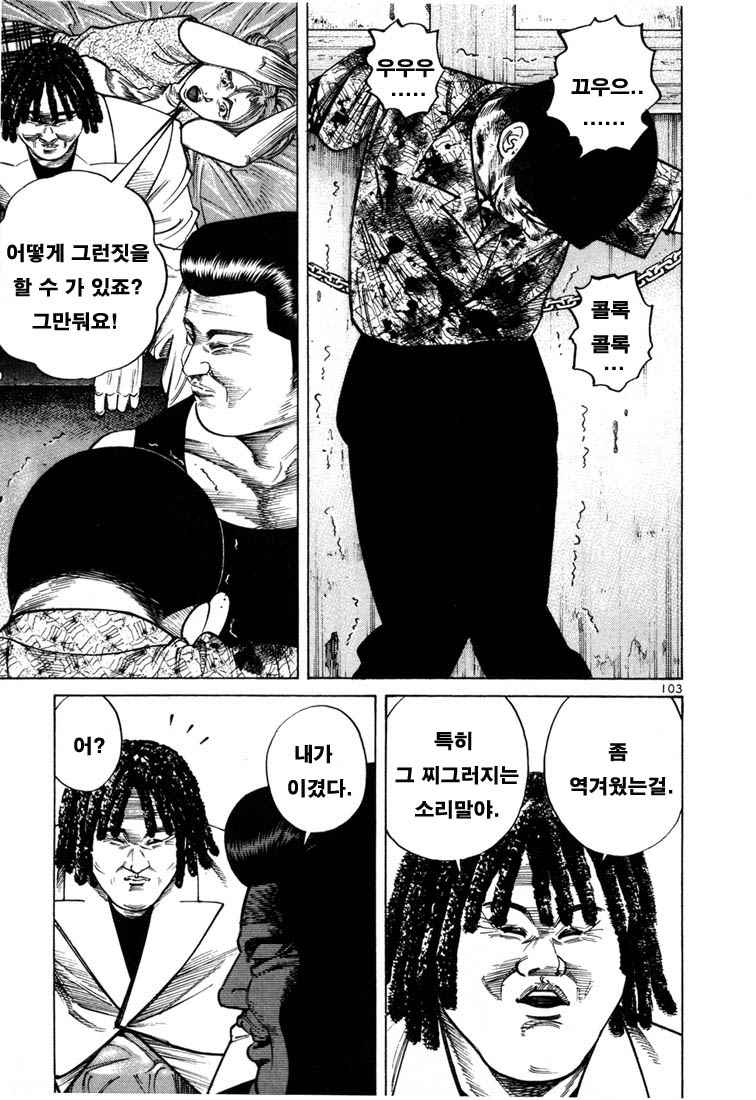 끄우으..
......
우우우
.....
콜록
콜록
...
어떻게 그런짓을
할 수 가 있죠?
그만둬요!
103
좀
역겨웠는걸.
특히
그 찌그러지는
소리말야.
내가
이겼다.
어?